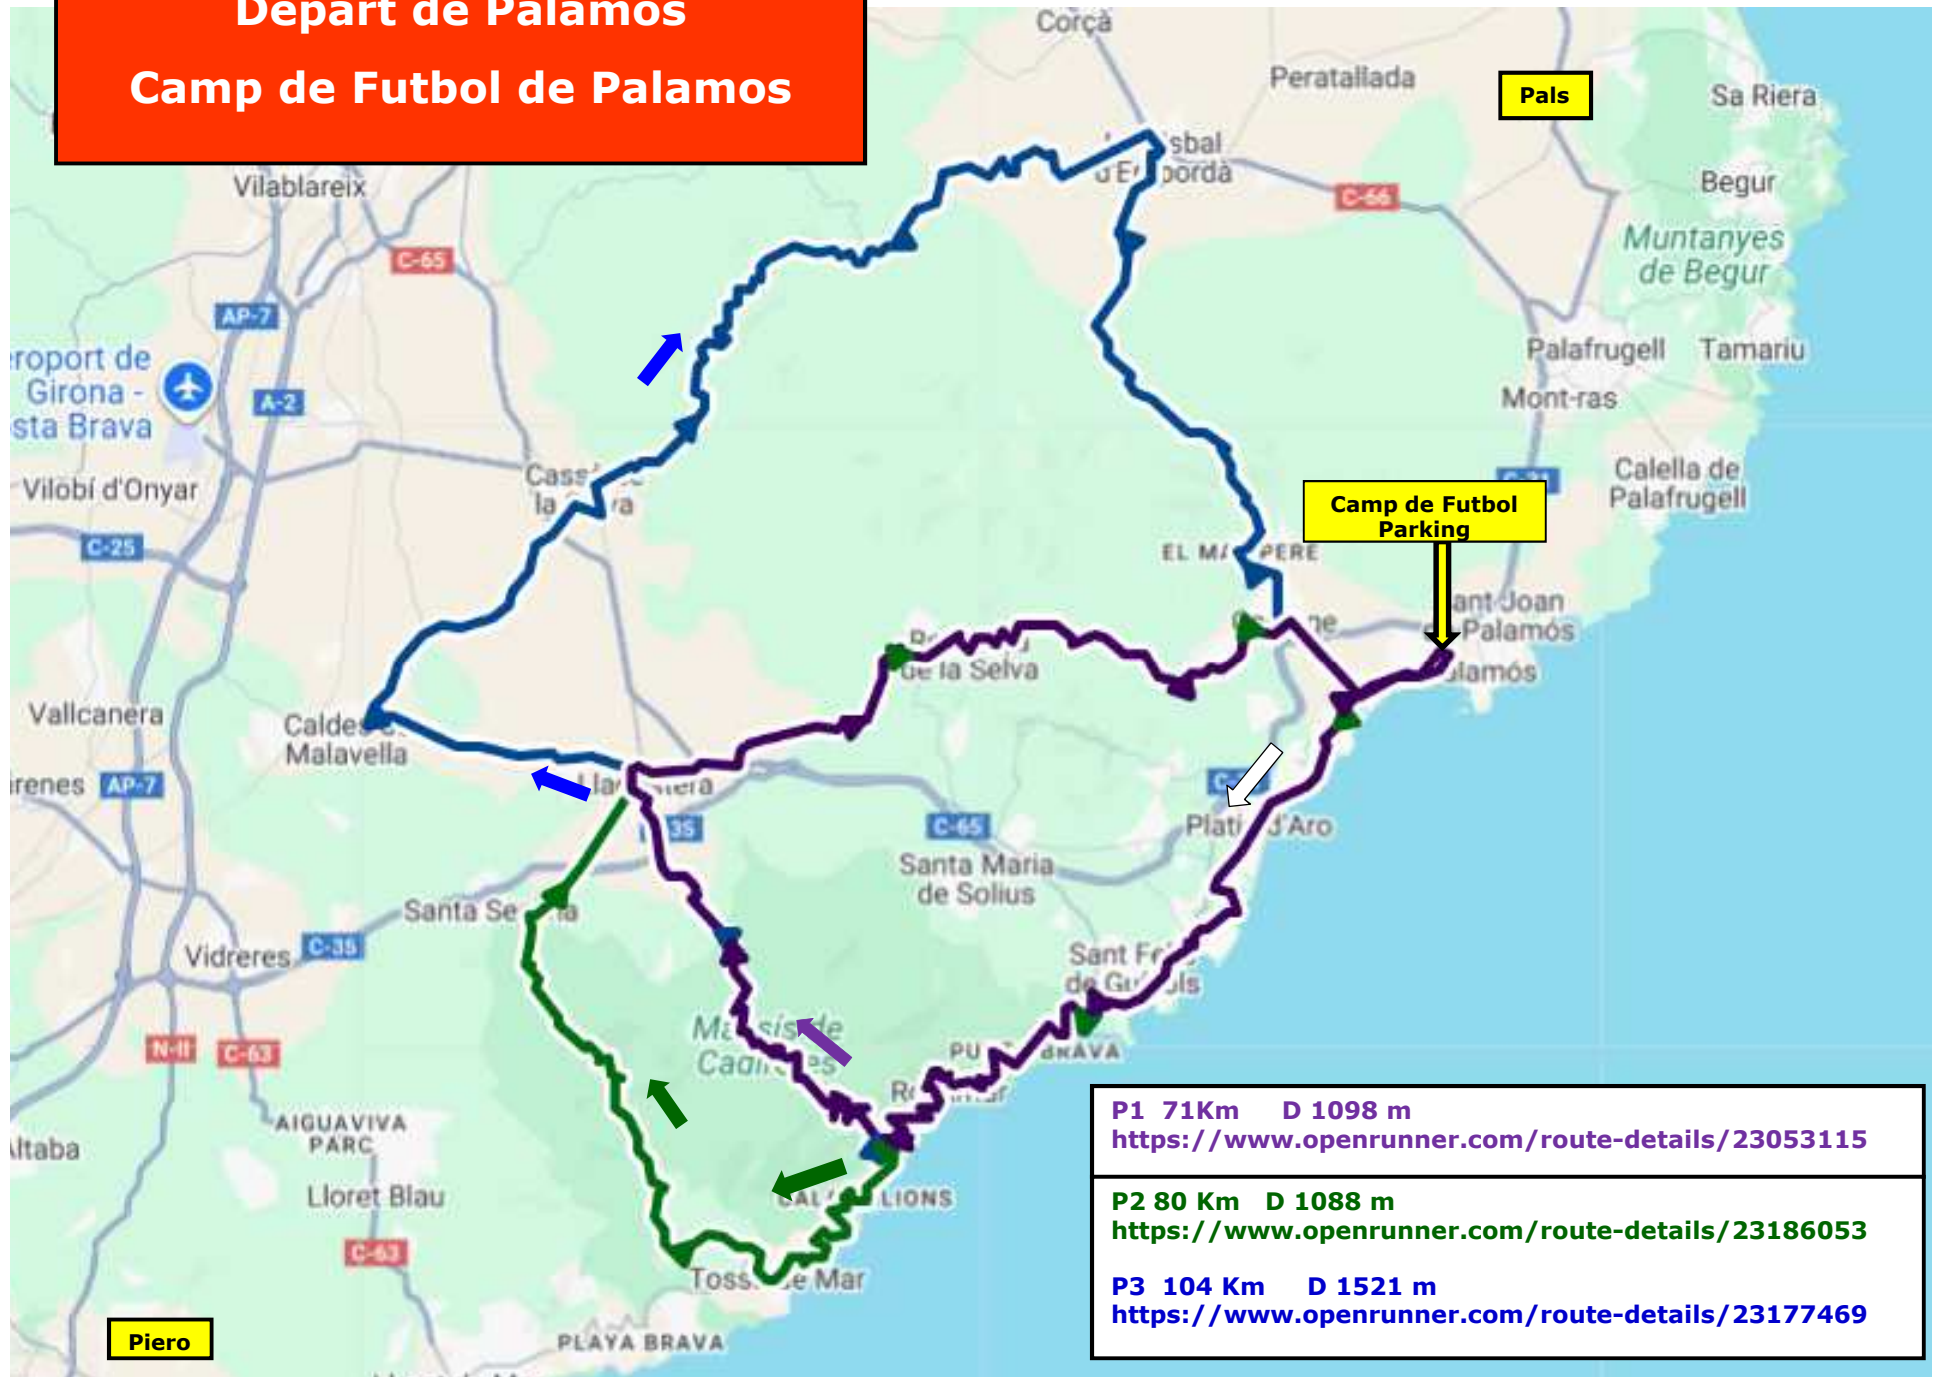 Départ de Palamos
Camp de Futbol de Palamos
Corçà
Peratallada
Pals
Sa Riera
Vilablareix
Begur
C-66
C-65
Muntanyes
de Begur
AP-7
Palafrugell
Tamariu
Girona -
A-2
Mont-ras
Vilobí d'Onyar
Calella de
Palafrugell
Camp de Futbol
Parking
C-25
Palamós
de la Selva
Vallcanera
Caldes
Malavella
AP-7
C-65
Santa Maria
de Solius
Vidreres
C-35
N-II
C-63
AIGUAVIVA
PARC
Lloret Blau
C-63
PLAYA BRAVA
Piero
P1 71Km D 1098 m
https://www.openrunner.com/route-details/23053115
P2 80 Km D 1088 m
https://www.openrunner.com/route-details/23186053
P3 104 Km D 1521 m
https://www.openrunner.com/route-details/23177469